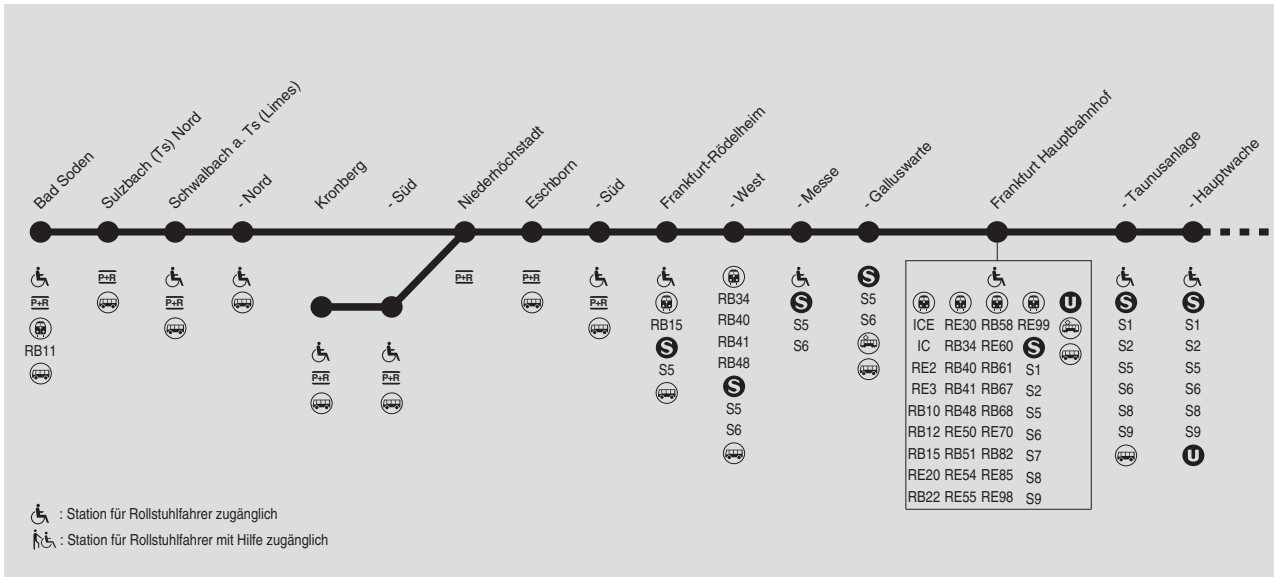 Bad Soden
Sulzbach (Ts) Nord
Schwalbach a. Ts (Limes)
- Nord
Kronberg
- Süd
Niederhöchstadt
Eschborn
- Süd
Frankfurt-Rödelheim
- West
- Messe
- Galluswarte
Frankfurt Hauptbahnhof
- Taunusanlage
- Hauptwache
P+R
RB11
P+R
P+R
P+R
P+R
P+R
P+R
P+R
RB15
S
S5
RB34
RB40
RB41
RB48
S
S5
S6
S
S5
S6
S
S5
S6
U
ICE RE30 RB58 RE99
IC RB34 RE60 S
RE2 RB40 RB61 S1
RE3 RB41 RB67 S2
RB10 RB48 RB68 S5
RB12 RE50 RE70 S6
RB15 RB51 RB82 S7
RE20 RE54 RE85 S8
RB22 RE55 RE98 S9
S
S1
S2
S5
S6
S8
S9
S
S1
S2
S5
S6
S8
S9
U
: Station für Rollstuhlfahrer zugänglich
: Station für Rollstuhlfahrer mit Hilfe zugänglich